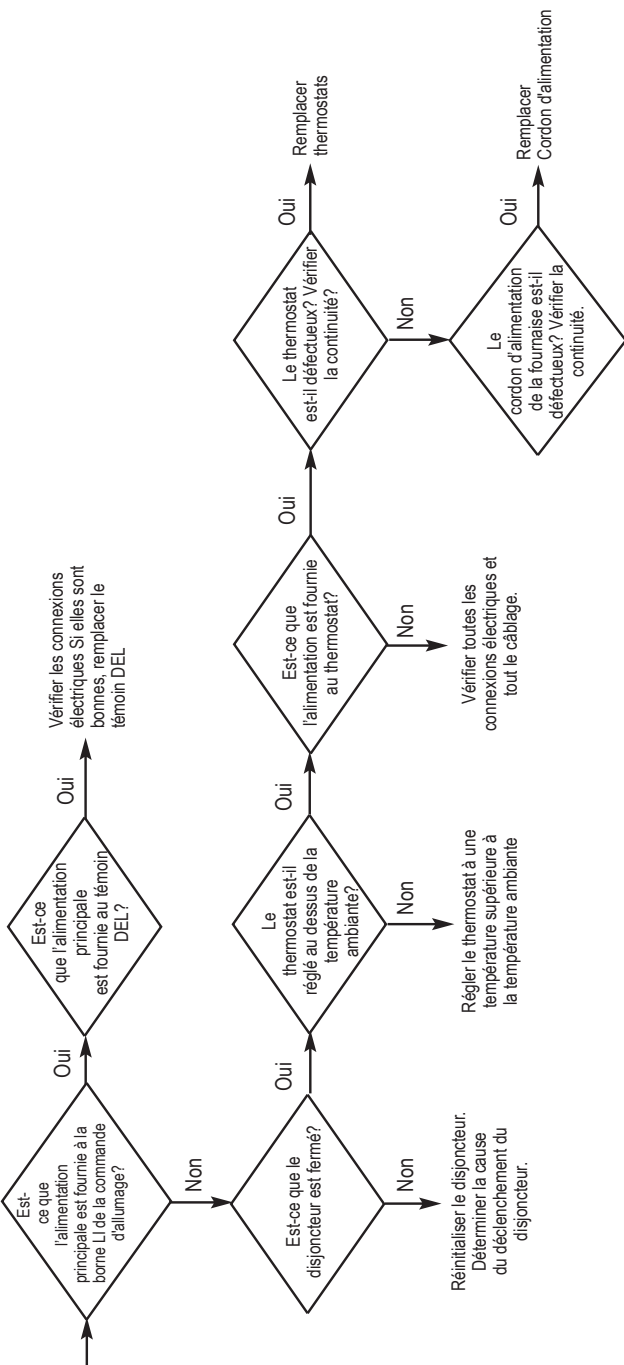 Est-
ce que
l'alimentation
principale est fournie à la
borne LI de la commande
d'allumage?
Oui
Est-ce
que l'alimentation
principale
est fournie au témoin
DEL?
Oui
Vérifier les connexions
électriques Si elles sont
bonnes, remplacer le
témoin DEL
Non
Est-ce que le
disjoncteur est fermé?
Oui
Le
thermostat est-il
réglé au dessus de la
température
ambiante?
Oui
Est-ce que
l'alimentation est fournie
au thermostat?
Oui
Le thermostat
est-il défectueux? Vérifier
la continuité?
Oui
Remplacer
thermostats
Non
Réinitialiser le disjoncteur.
Déterminer la cause
du déclenchement du
disjoncteur.
Non
Régler le thermostat à une
température supérieure à
la température ambiante
Non
Vérifier toutes les
connexions électriques et
tout le câblage.
Non
Le
cordon d'alimentation
de la fournaise est-il
défectueux? Vérifier la
continuité.
Oui
Remplacer
Cordon d'alimentation